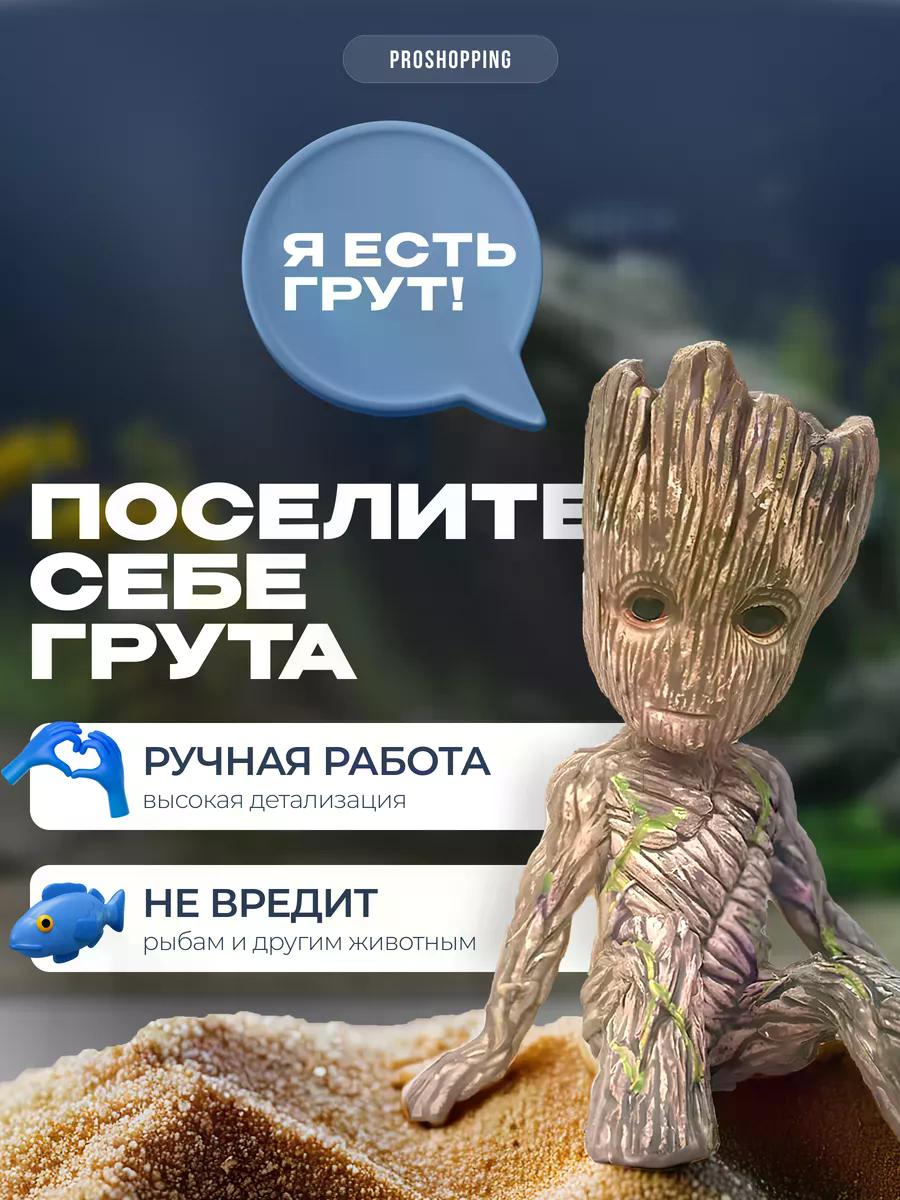 PROSHOPPING
Я ЕСТЬ
ГРУТ!
ПОСЕЛИТЕ
СЕБЕ
ГРУТА
РУЧНАЯ РАБОТА
высокая детализация
НЕ ВРЕДИТ
рыбам и другим животным